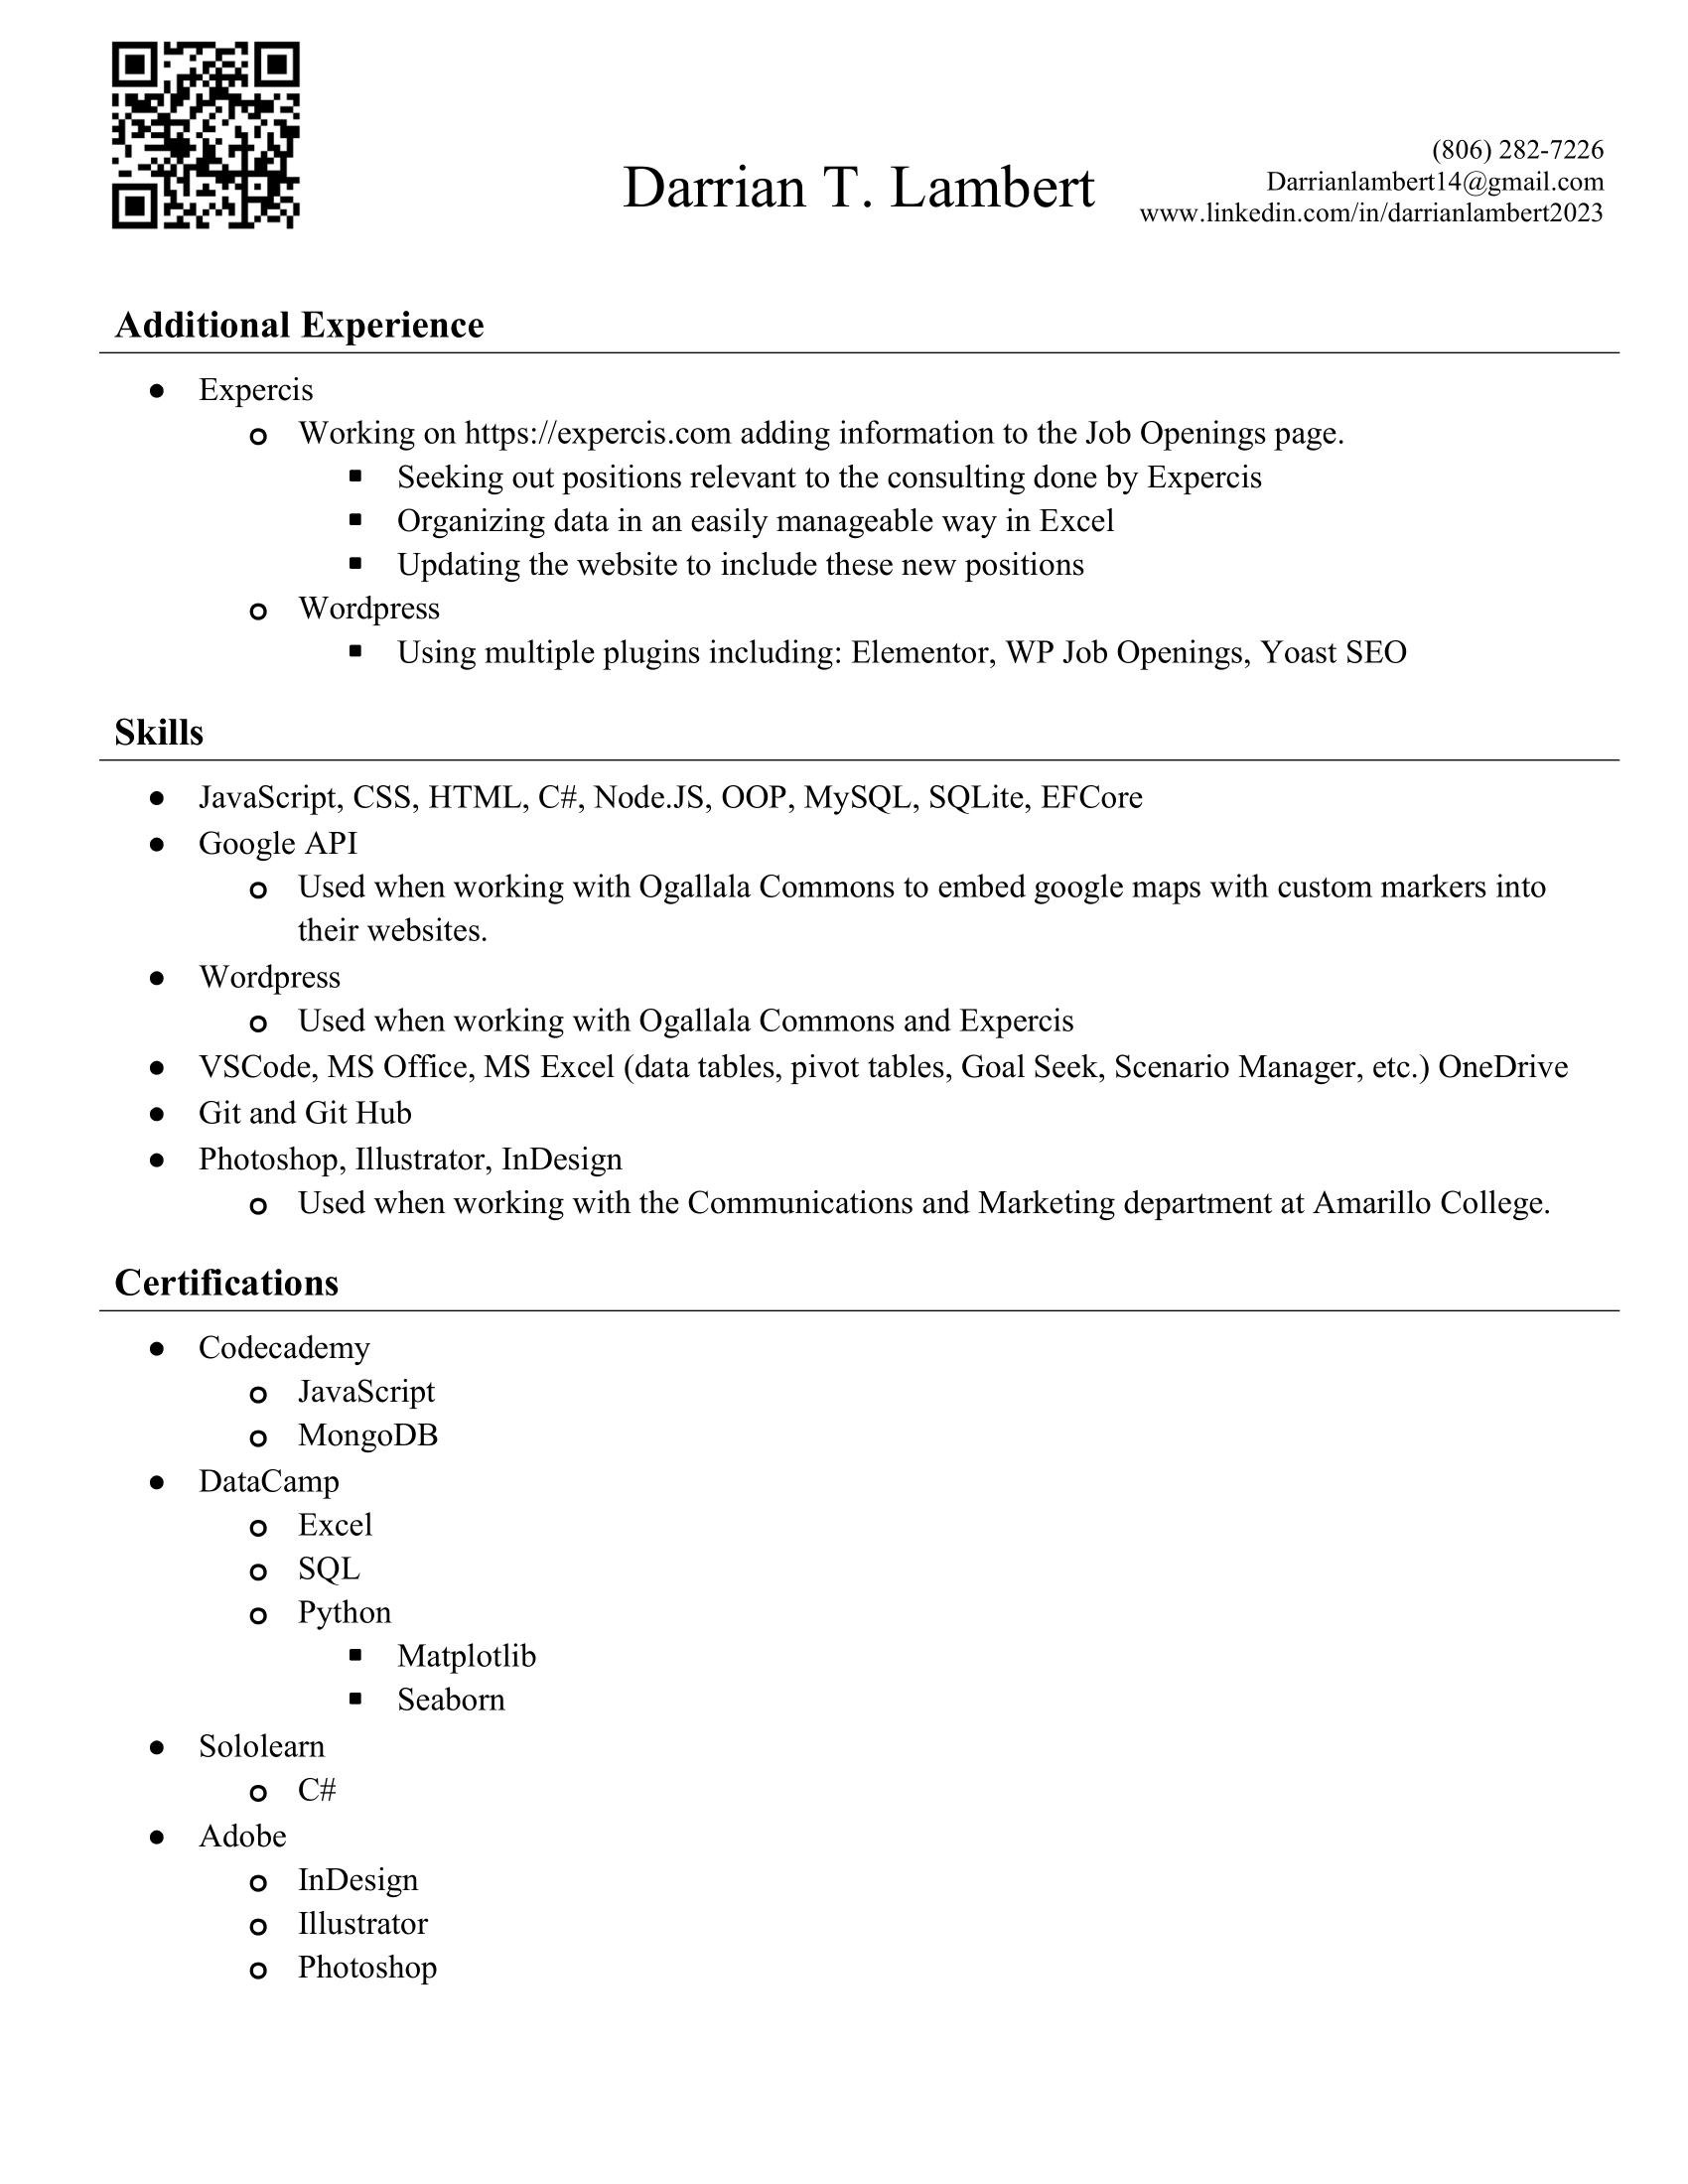 (806) 282-7226
Darrian T. Lambert
Darrianlambert14@gmail.com
www.linkedin.com/in/darrianlambert2023
Additional Experience
● Expercis
o Working on https://expercis.com adding information to the Job Openings page.
▪ Seeking out positions relevant to the consulting done by Expercis
▪ Organizing data in an easily manageable way in Excel
▪ Updating the website to include these new positions
o Wordpress
▪ Using multiple plugins including: Elementor, WP Job Openings, Yoast SEO
Skills
● JavaScript, CSS, HTML, C#, Node.JS, OOP, MySQL, SQLite, EFCore
● Google API
o Used when working with Ogallala Commons to embed google maps with custom markers into
their websites.
● Wordpress
o Used when working with Ogallala Commons and Expercis
● VSCode, MS Office, MS Excel (data tables, pivot tables, Goal Seek, Scenario Manager, etc.) OneDrive
● Git and Git Hub
● Photoshop, Illustrator, InDesign
o Used when working with the Communications and Marketing department at Amarillo College.
Certifications
● Codecademy
o JavaScript
o MongoDB
● DataCamp
o Excel
o SQL
o Python
▪ Matplotlib
▪ Seaborn
● Sololearn
o C#
● Adobe
o InDesign
o Illustrator
o Photoshop